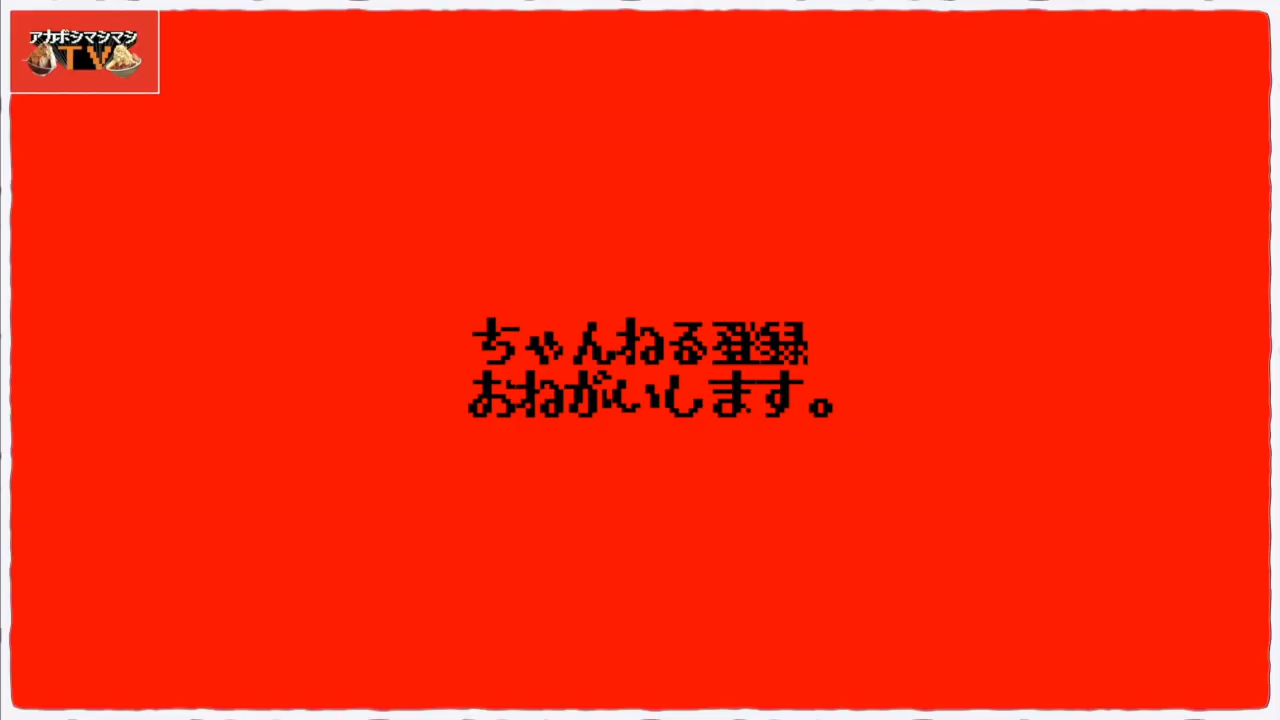 アカボシマシマシ
TV
ちゃんねる登録
おねがいします。